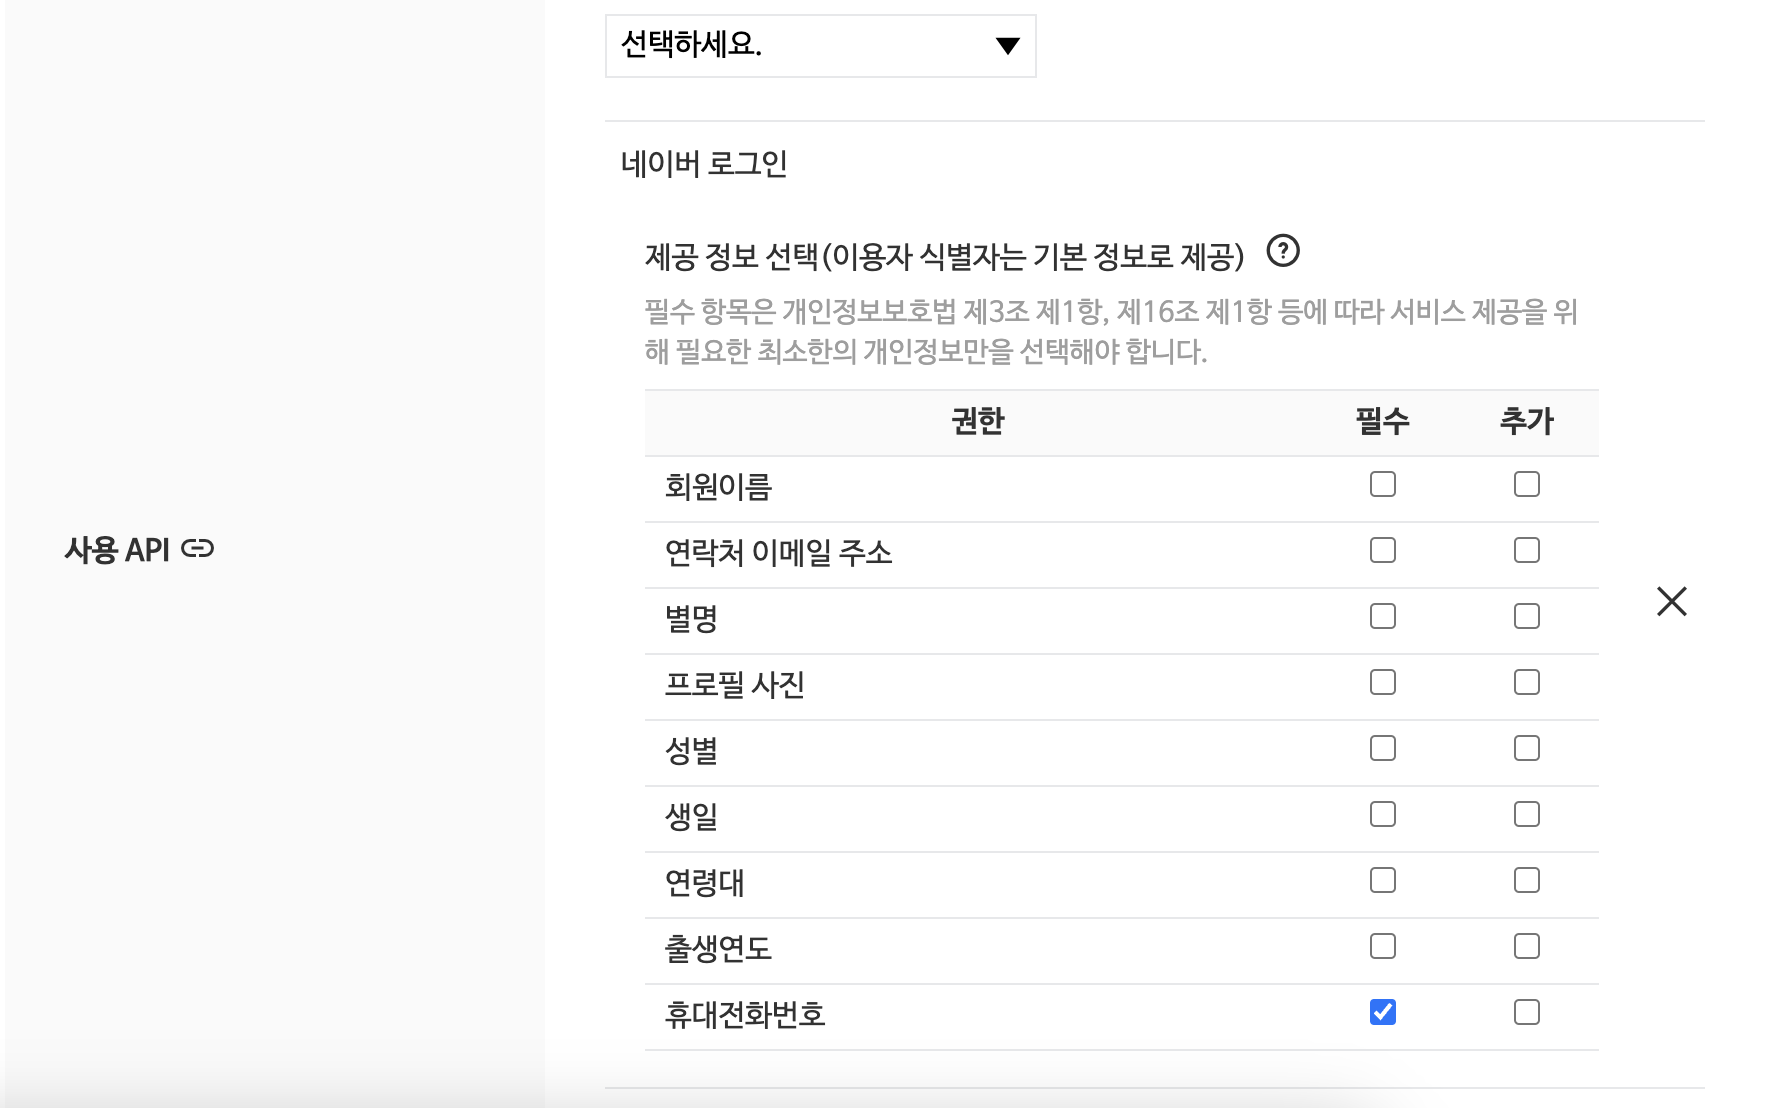 선택하세요.
네이버 로그인
제공 정보 선택(이용자 식별자는 기본 정보로 제공)
필수 항목은 개인정보보호법 제3조 제1항, 제16조 제1항 등에 따라 서비스 제공을 위
해 필요한 최소한의 개인정보만을 선택해야 합니다.
권한 필수 추가
회원이름
연락처 이메일 주소
사용 API
별명
프로필 사진
성별
생일
연령대
출생연도
휴대전화번호